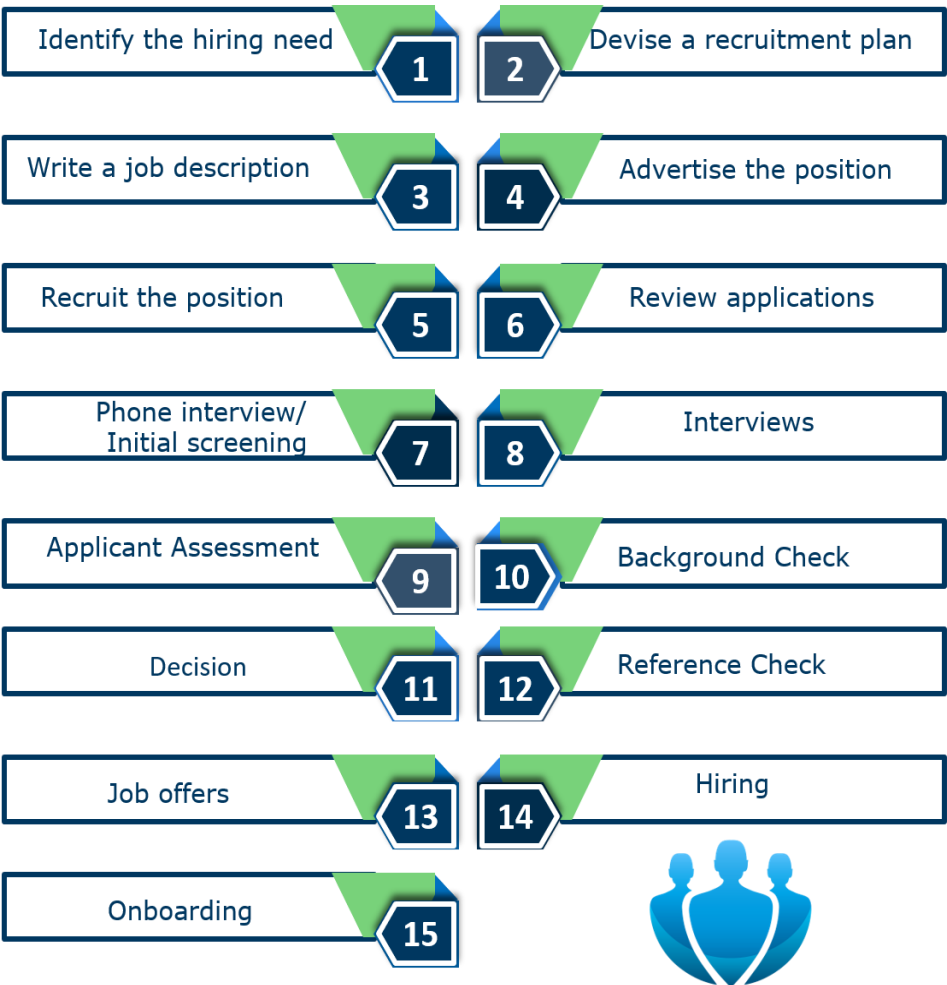 Identify the hiring need
1
2
Devise a recruitment plan
Write a job description
3
4
Advertise the position
Recruit the position
5
6
Review applications
Phone interview/
Initial screening
7
8
Interviews
Applicant Assessment
9
10
Background Check
Decision
11
12
Reference Check
Job offers
13
14
Hiring
Onboarding
15